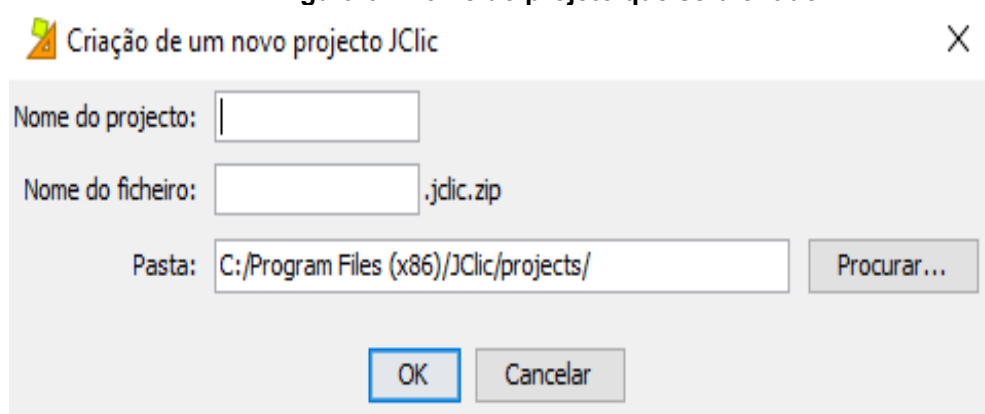 Criação de um novo projecto JClic
Nome do projecto:
Nome do ficheiro: .jclic.zip
Pasta: C:/Program Files (x86)/JClic/projects/ Procurar...
OK Cancelar